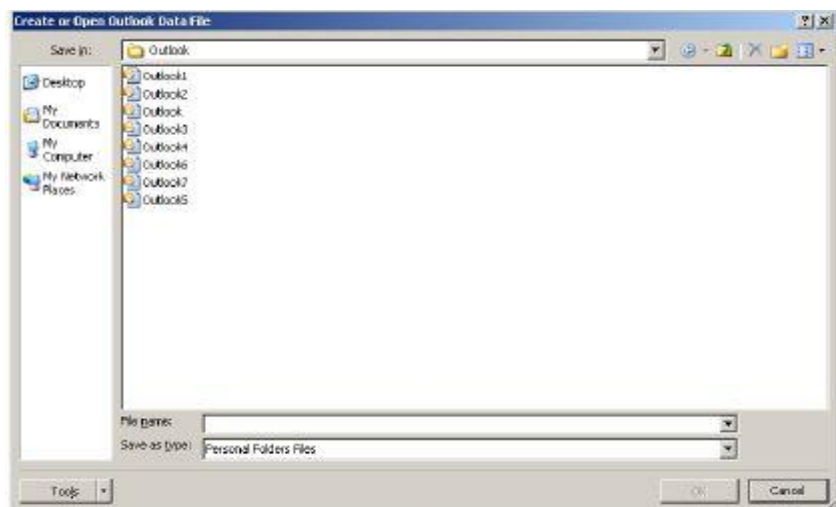 Create or Open Outlook Data File
Save in:
Outlook
Desktop
My Documents
My Computer
My Network Places
Outlook1
Outlook2
Outlook
Outlook3
Outlook4
Outlook6
Outlook7
Outlook5
File name:
Save as type:
Personal Folders Files
Tools
OK
Cancel